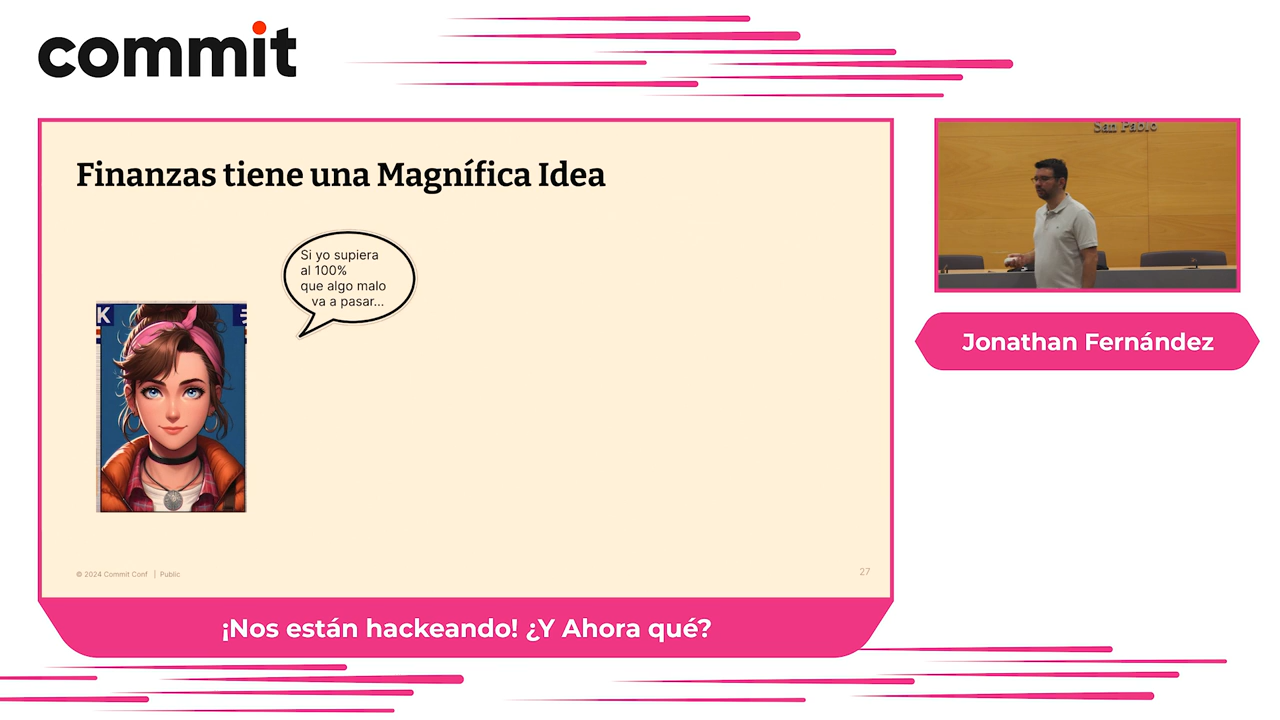 commit
San Pablo
Finanzas tiene una Magnífica Idea
Si yo supiera
al 100%
que algo malo
va a pasar...
K
Jonathan Fernández
© 2024 Commit Conf | Public
27
¡Nos están hackeando! ¿Y Ahora qué?